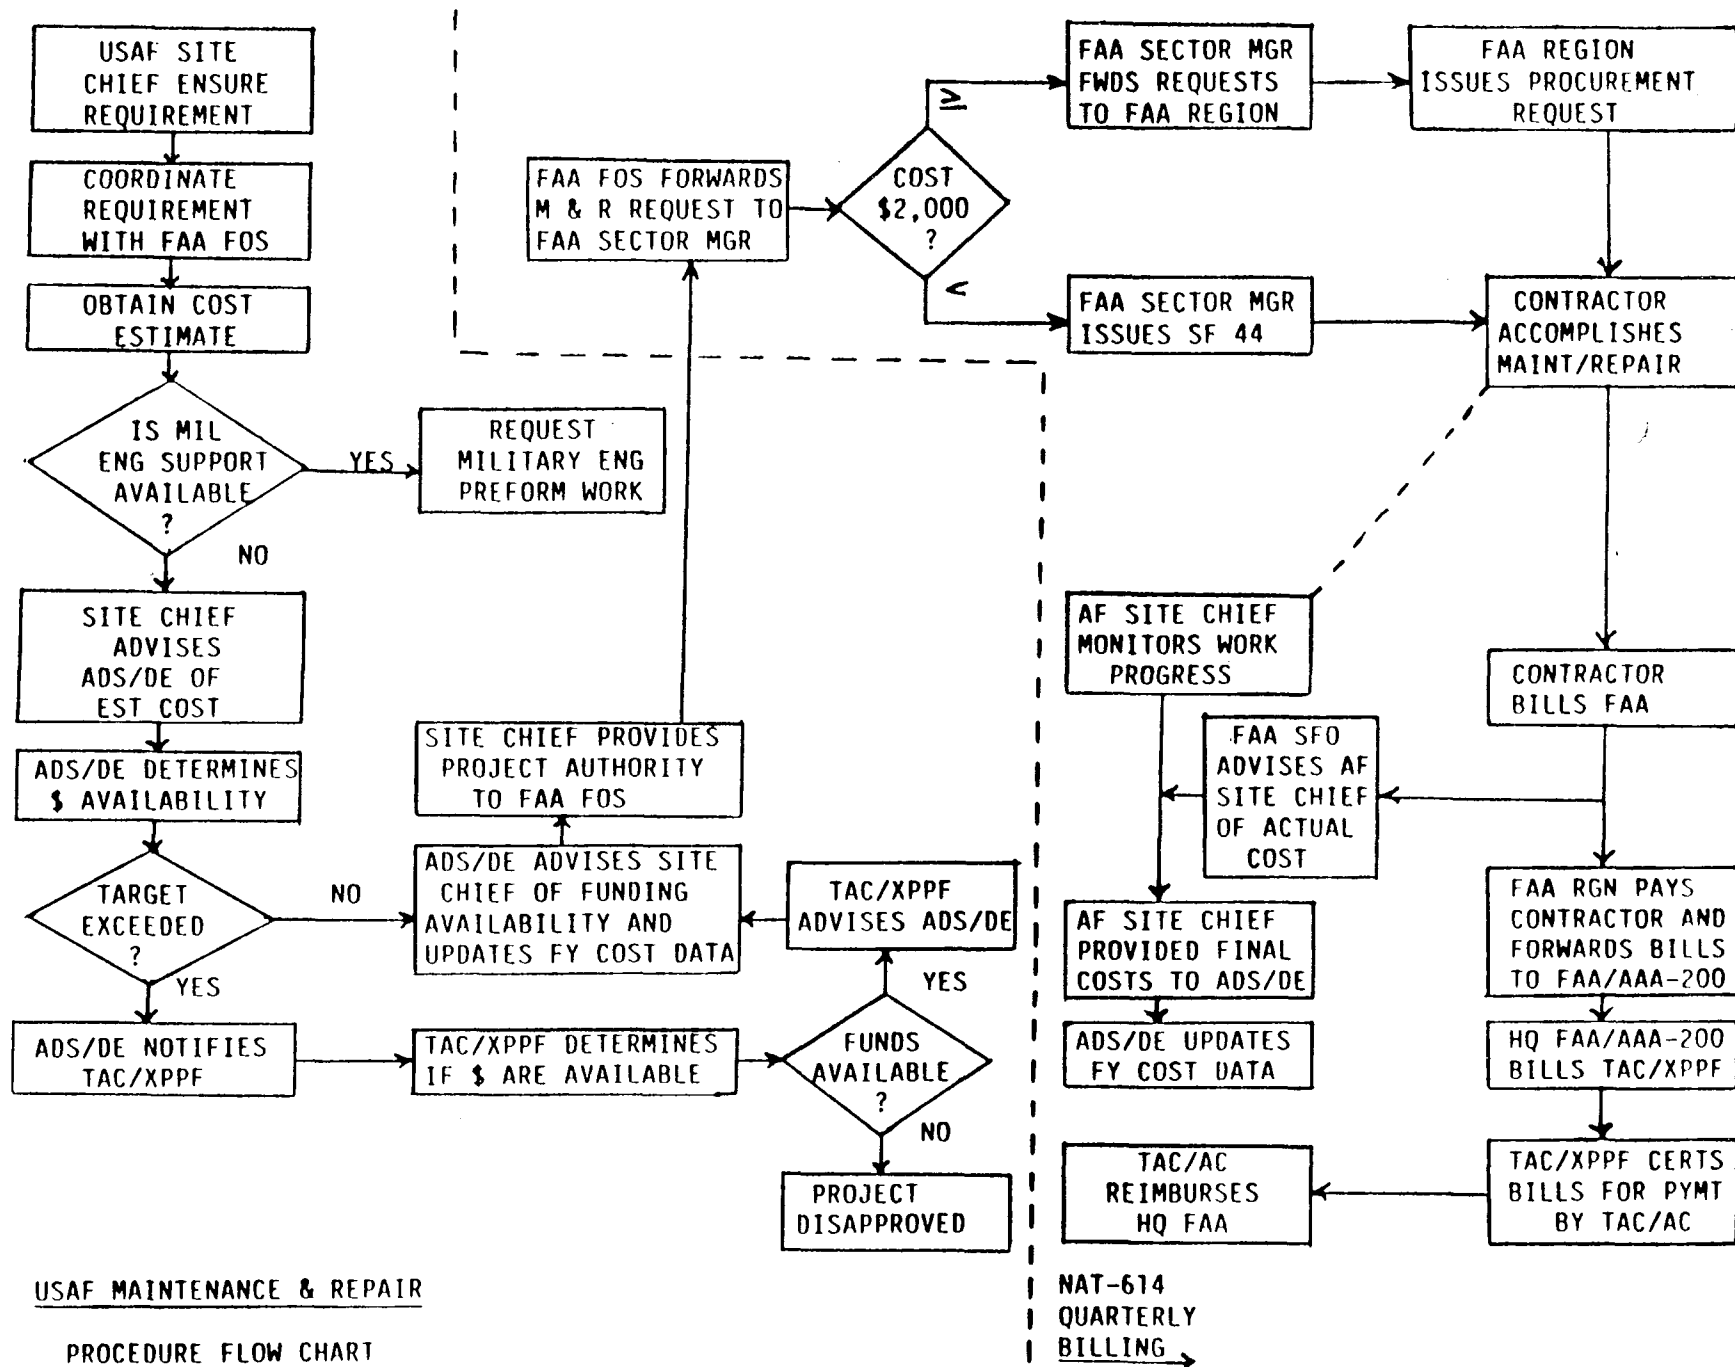 USAF SITE
CHIEF ENSURE
REQUIREMENT
COORDINATE
REQUIREMENT
WITH FAA FOS
OBTAIN COST
ESTIMATE
IS MIL
ENG SUPPORT
AVAILABLE
?
YES
REQUEST
MILITARY ENG
PREFORM WORK
NO
SITE CHIEF
ADVISES
ADS/DE OF
EST COST
ADS/DE DETERMINES
$ AVAILABILITY
TARGET
EXCEEDED
?
NO
YES
ADS/DE NOTIFIES
TAC/XPPF
TAC/XPPF DETERMINES
IF $ ARE AVAILABLE
FUNDS
AVAILABLE
?
YES
NO
PROJECT
DISAPPROVED
TAC/XPPF
ADVISES ADS/DE
ADS/DE ADVISES SITE
CHIEF OF FUNDING
AVAILABILITY AND
UPDATES FY COST DATA
SITE CHIEF PROVIDES
PROJECT AUTHORITY
TO FAA FOS
FAA FOS FORWARDS
M & R REQUEST TO
FAA SECTOR MGR
COST
$2,000
?
≥
<
FAA SECTOR MGR
FWDS REQUESTS
TO FAA REGION
FAA REGION
ISSUES PROCUREMENT
REQUEST
FAA SECTOR MGR
ISSUES SF 44
CONTRACTOR
ACCOMPLISHES
MAINT/REPAIR
AF SITE CHIEF
MONITORS WORK
PROGRESS
CONTRACTOR
BILLS FAA
FAA SFO
ADVISES AF
SITE CHIEF
OF ACTUAL
COST
AF SITE CHIEF
PROVIDED FINAL
COSTS TO ADS/DE
ADS/DE UPDATES
FY COST DATA
FAA RGN PAYS
CONTRACTOR AND
FORWARDS BILLS
TO FAA/AAA-200
HQ FAA/AAA-200
BILLS TAC/XPPF
TAC/XPPF CERTS
BILLS FOR PYMT
BY TAC/AC
TAC/AC
REIMBURSES
HQ FAA
USAF MAINTENANCE & REPAIR
PROCEDURE FLOW CHART
NAT-614
QUARTERLY
BILLING